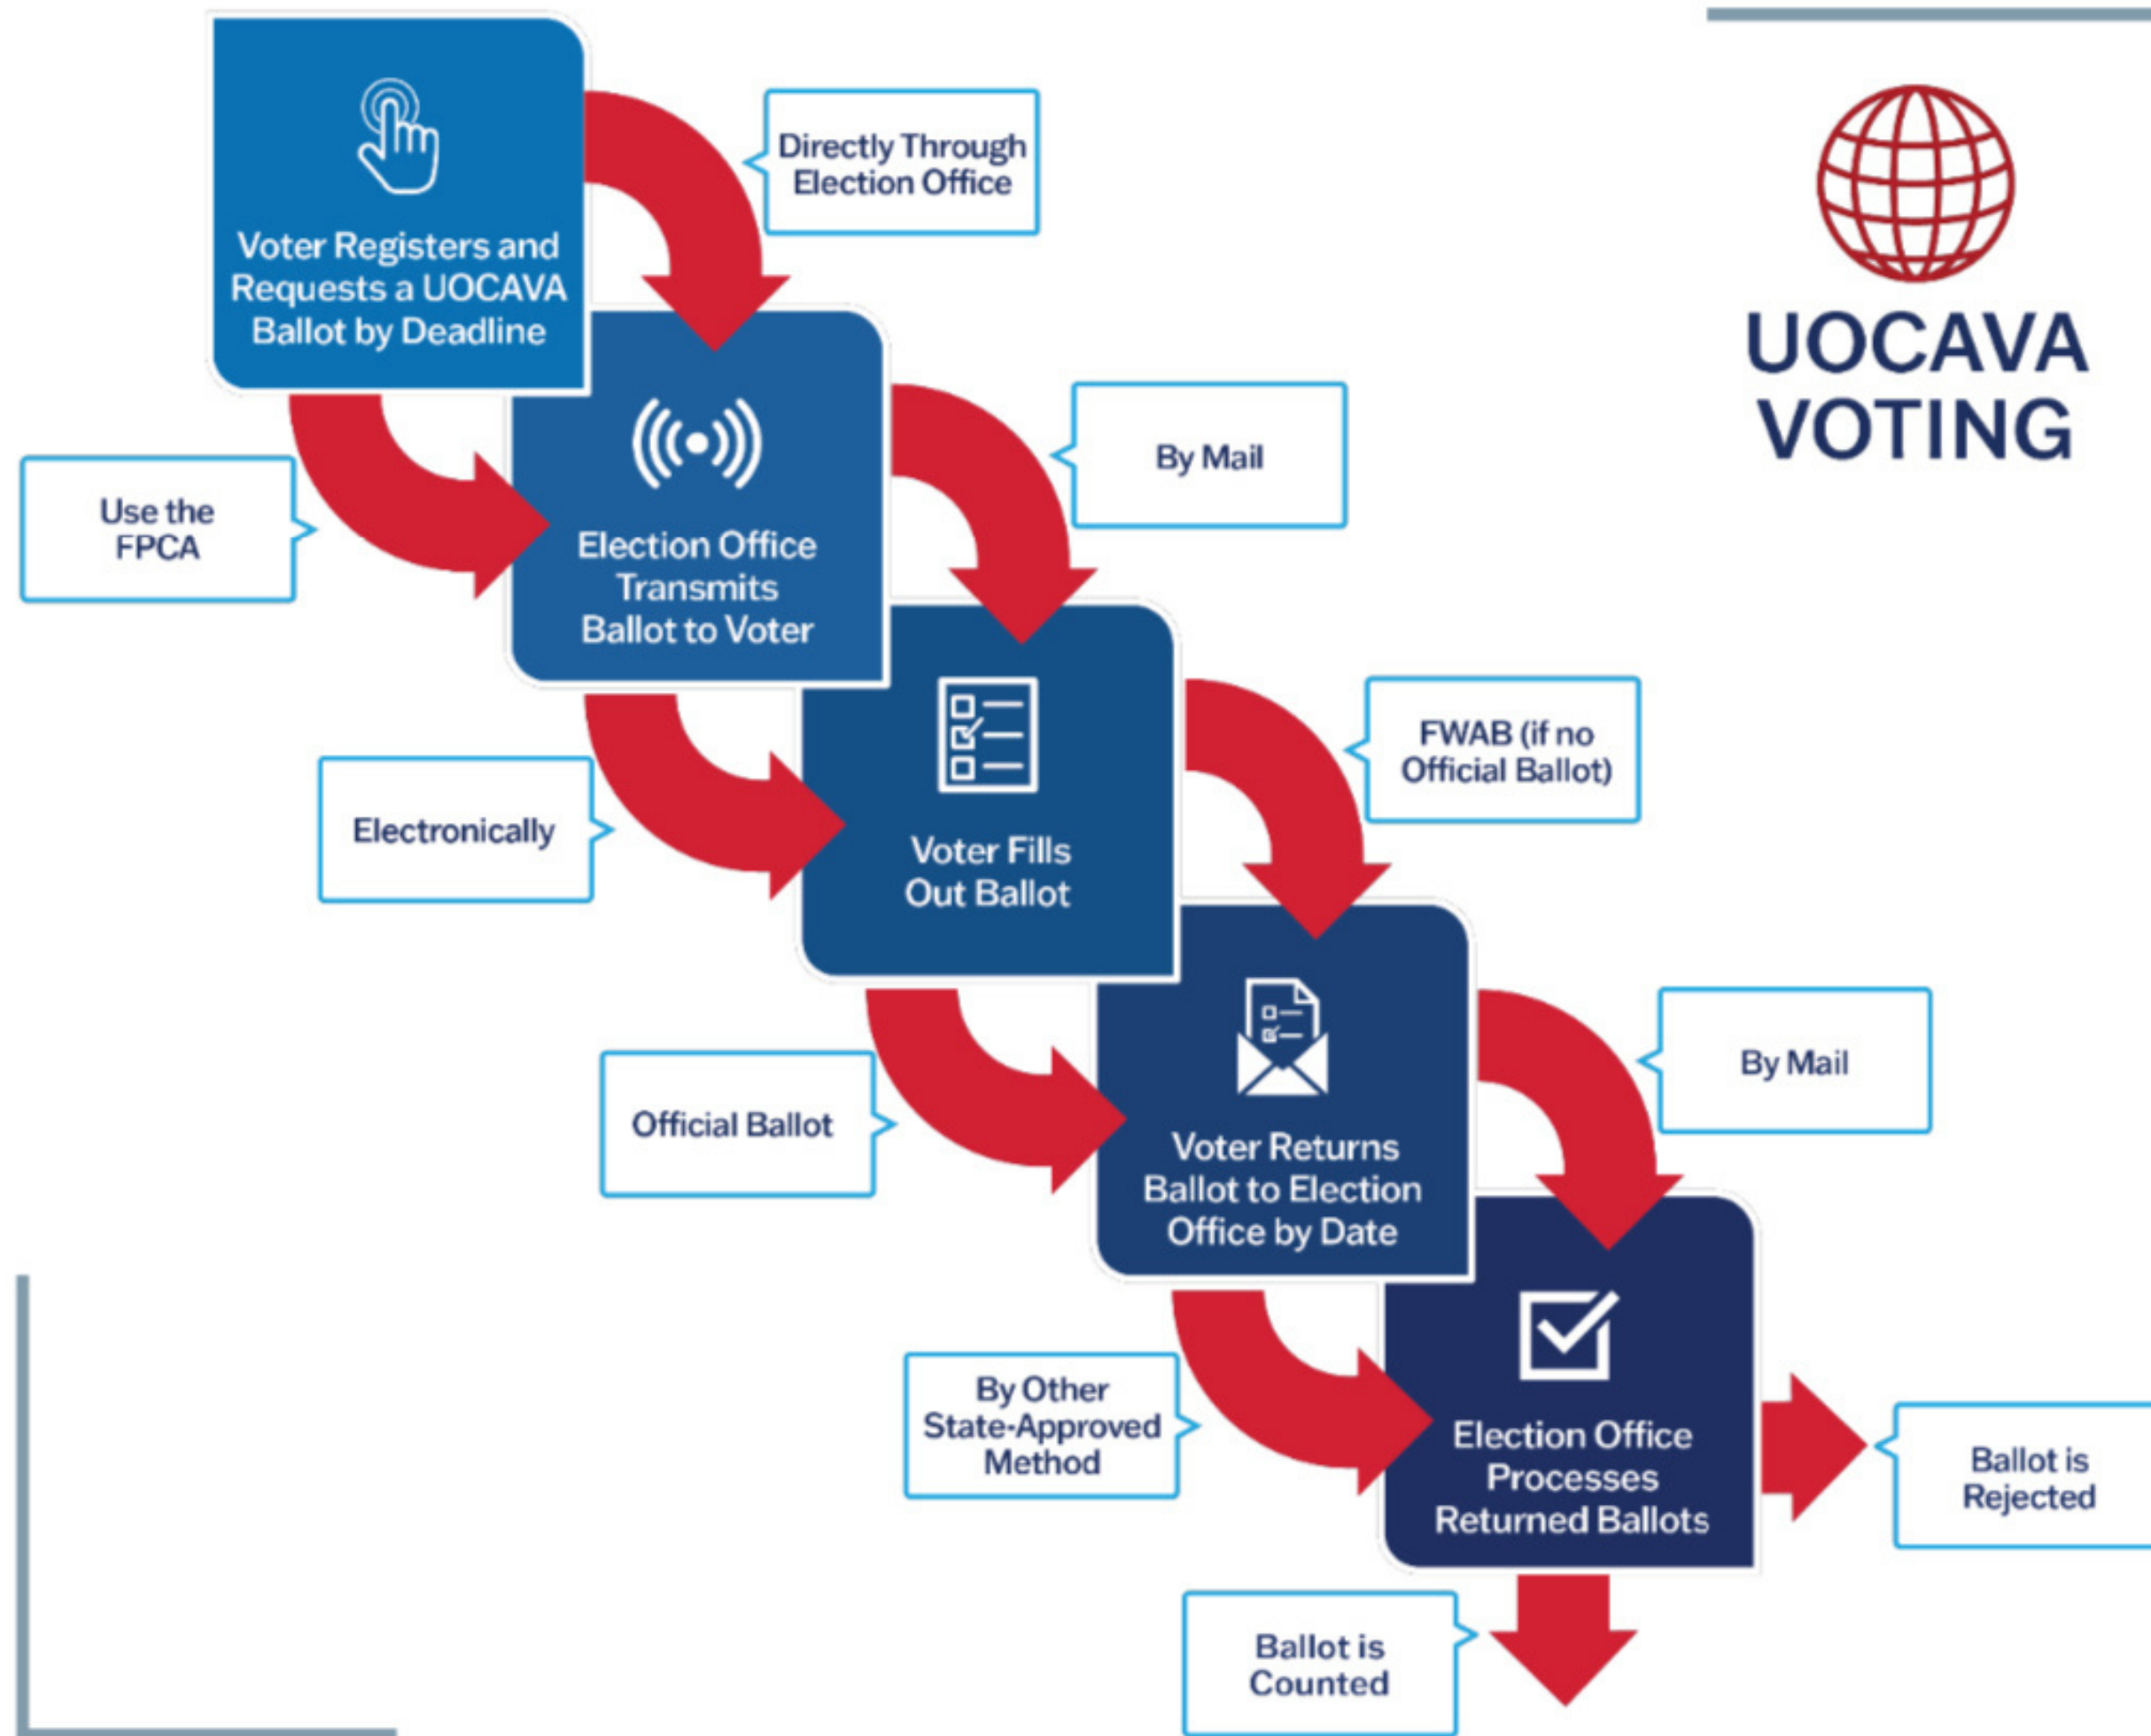 Voter Registers and
Requests a UOCAVA
Ballot by Deadline
Directly Through
Election Office
UOCAVA
VOTING
Use the
FPCA
Election Office
Transmits
Ballot to Voter
By Mail
Electronically
Voter Fills
Out Ballot
FWAB (if no
Official Ballot)
Official Ballot
Voter Returns
Ballot to Election
Office by Date
By Mail
By Other
State-Approved
Method
Election Office
Processes
Returned Ballots
Ballot is
Rejected
Ballot is
Counted